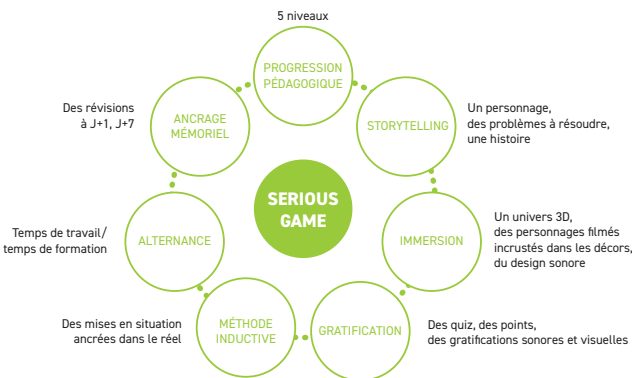 5 niveaux
PROGRESSION
PÉDAGOGIQUE
Des révisions
à J+1, J+7
ANCRAGE
MÉMORIEL
STORYTELLING
Un personnage,
des problèmes à résoudre,
une histoire
SERIOUS
GAME
Temps de travail/
temps de formation
ALTERNANCE
IMMERSION
Un univers 3D,
des personnages filmés
incrustés dans les décors,
du design sonore
Des mises en situation
ancrées dans le réel
MÉTHODE
INDUCTIVE
GRATIFICATION
Des quiz, des points,
des gratifications sonores et visuelles